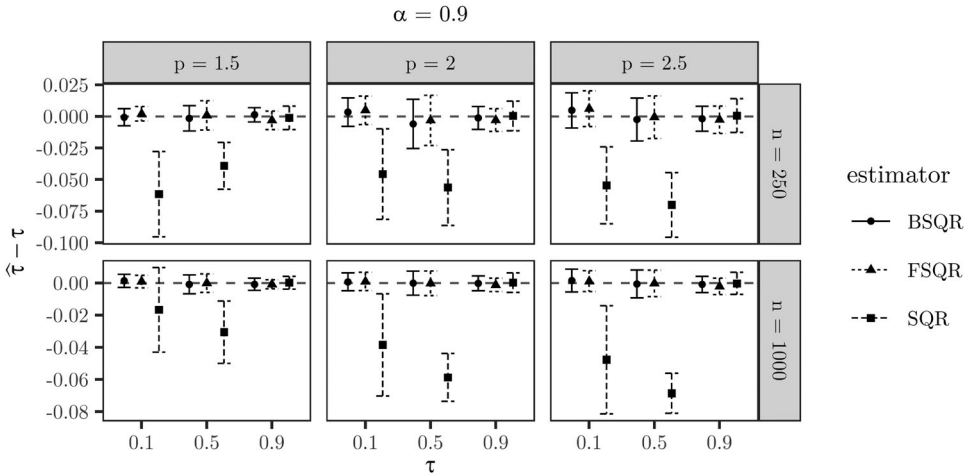 α = 0.9
p = 1.5
p = 2
p = 2.5
0.025
0.000
-0.025
-0.050
-0.075
-0.100
n = 250
0.00
-0.02
-0.04
-0.06
-0.08
n = 1000
τ̂ − τ
0.1 0.5 0.9
0.1 0.5 0.9
0.1 0.5 0.9
τ
estimator
BSQR
FSQR
SQR